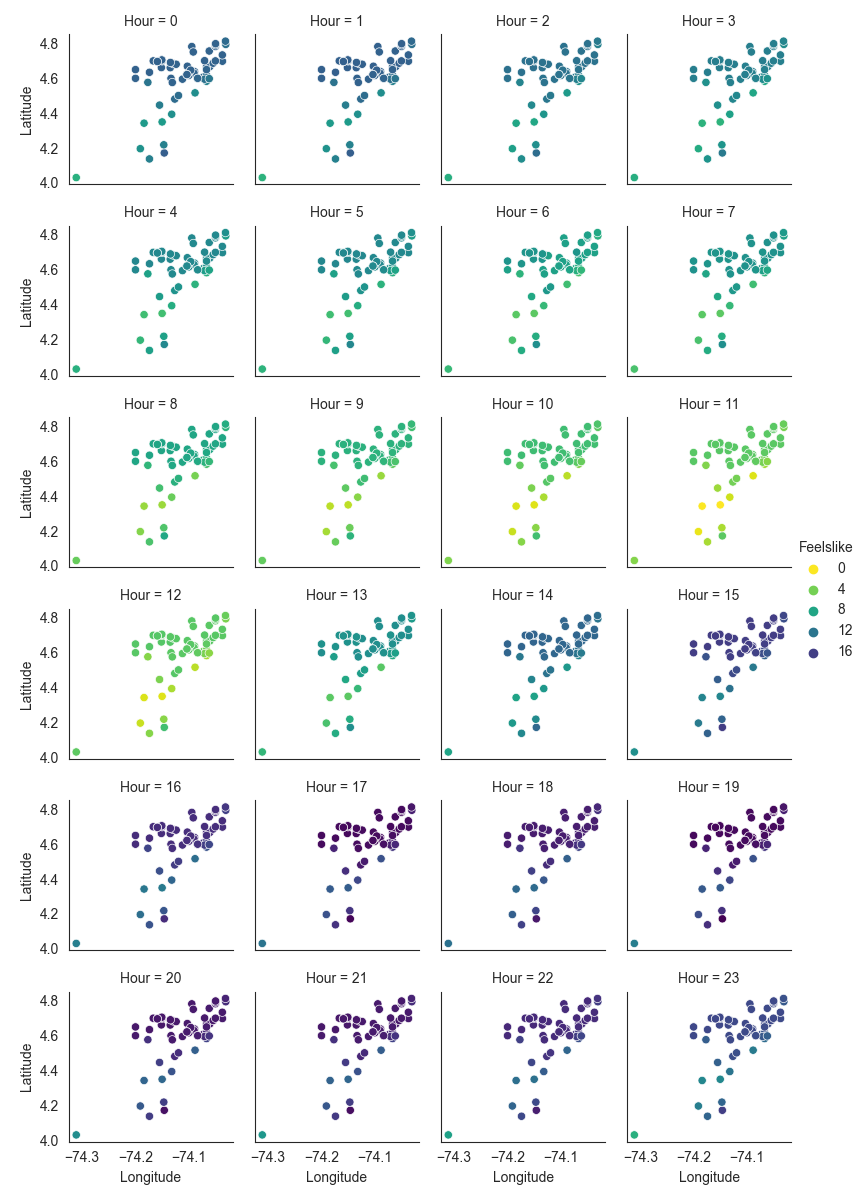 Hour = 0 Hour = 1 Hour = 2 Hour = 3
4.8
4.6
4.4
4.2
4.0
Latitude
Hour = 4 Hour = 5 Hour = 6 Hour = 7
4.8
4.6
4.4
4.2
4.0
Latitude
Hour = 8 Hour = 9 Hour = 10 Hour = 11
4.8
4.6
4.4
4.2
4.0
Latitude
Feelslike
0
4
8
12
16
Hour = 12 Hour = 13 Hour = 14 Hour = 15
4.8
4.6
4.4
4.2
4.0
Latitude
Hour = 16 Hour = 17 Hour = 18 Hour = 19
4.8
4.6
4.4
4.2
4.0
Latitude
Hour = 20 Hour = 21 Hour = 22 Hour = 23
4.8
4.6
4.4
4.2
4.0
Latitude
−74.3 −74.2 −74.1 −74.3 −74.2 −74.1 −74.3 −74.2 −74.1 −74.3 −74.2 −74.1
Longitude Longitude Longitude Longitude